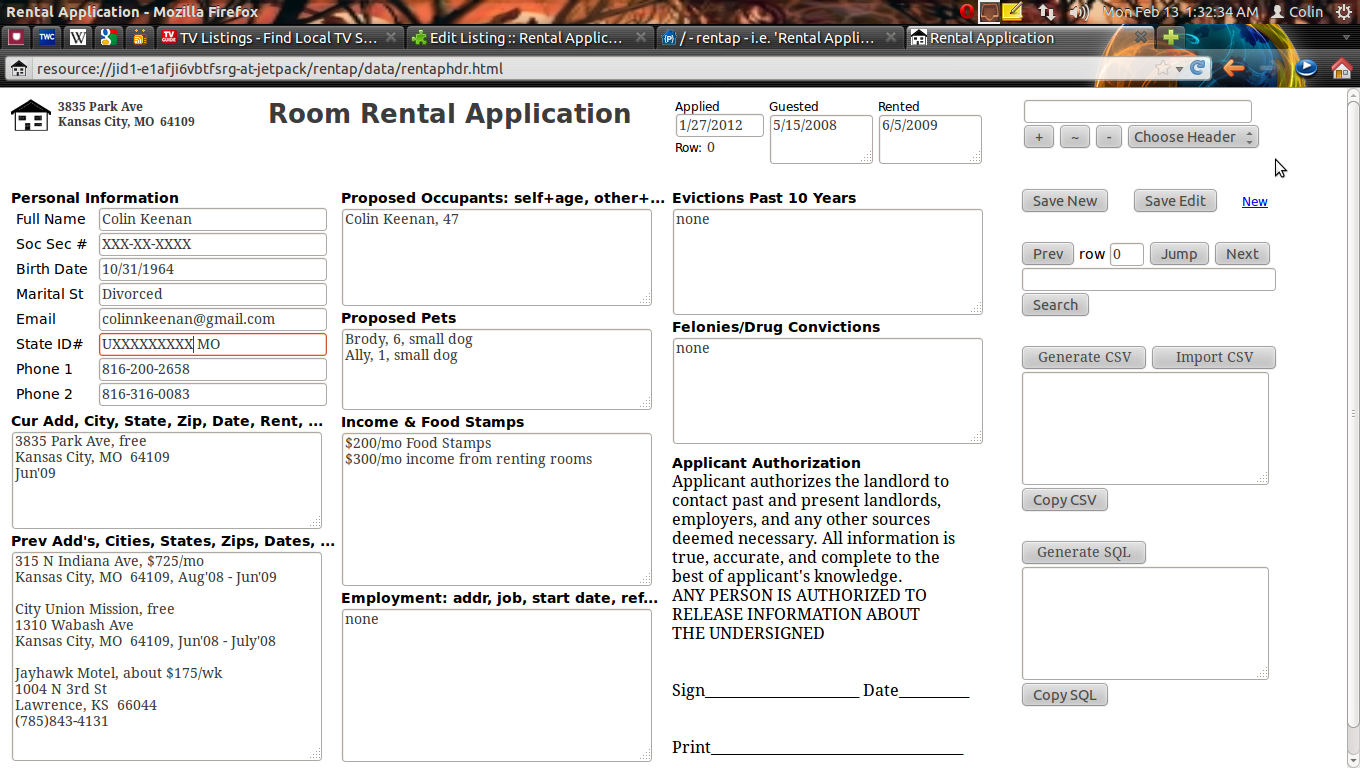 Rental Application - Mozilla Firefox
Mon Feb 13, 1:32:34 AM Colin
TWC W TV GUIDE TV Listings - Find Local TV S... Edit Listing :: Rental Applic... / - rentap - i.e. 'Rental Appli... Rental Application
resource://jid1-e1afji6vbtfsrg-at-jetpack/rentap/data/rentaphdr.html
3835 Park Ave
Kansas City, MO 64109
Room Rental Application
Applied Guested Rented
1/27/2012 5/15/2008 6/5/2009
Row: 0
+ ~ - Choose Header
Personal Information
Full Name Colin Keenan
Soc Sec # XXX-XX-XXXX
Birth Date 10/31/1964
Marital St Divorced
Email colinnkeenan@gmail.com
State ID# UXXXXXXXXX MO
Phone 1 816-200-2658
Phone 2 816-316-0083
Cur Add, City, State, Zip, Date, Rent, ...
3835 Park Ave, free
Kansas City, MO 64109
Jun'09
Prev Add's, Cities, States, Zips, Dates, ...
315 N Indiana Ave, $725/mo
Kansas City, MO 64109, Aug'08 - Jun'09
City Union Mission, free
1310 Wabash Ave
Kansas City, MO 64109, Jun'08 - July'08
Jayhawk Motel, about $175/wk
1004 N 3rd St
Lawrence, KS 66044
(785)843-4131
Proposed Occupants: self+age, other+...
Colin Keenan, 47
Proposed Pets
Brody, 6, small dog
Ally, 1, small dog
Income & Food Stamps
$200/mo Food Stamps
$300/mo income from renting rooms
Employment: addr, job, start date, ref...
none
Evictions Past 10 Years
none
Felonies/Drug Convictions
none
Applicant Authorization
Applicant authorizes the landlord to
contact past and present landlords,
employers, and any other sources
deemed necessary. All information is
true, accurate, and complete to the
best of applicant's knowledge.
ANY PERSON IS AUTHORIZED TO
RELEASE INFORMATION ABOUT
THE UNDERSIGNED
Sign___________________ Date_________
Print_______________________________
Save New Save Edit New
Prev row 0 Jump Next
Search
Generate CSV Import CSV
Copy CSV
Generate SQL
Copy SQL